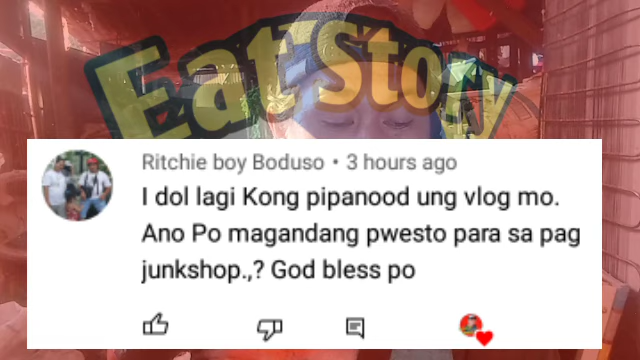 Eat Story
Ritchie boy Boduso • 3 hours ago
I dol lagi Kong pipanood ung vlog mo.
Ano Po magandang pwesto para sa pag
junkshop.,? God bless po